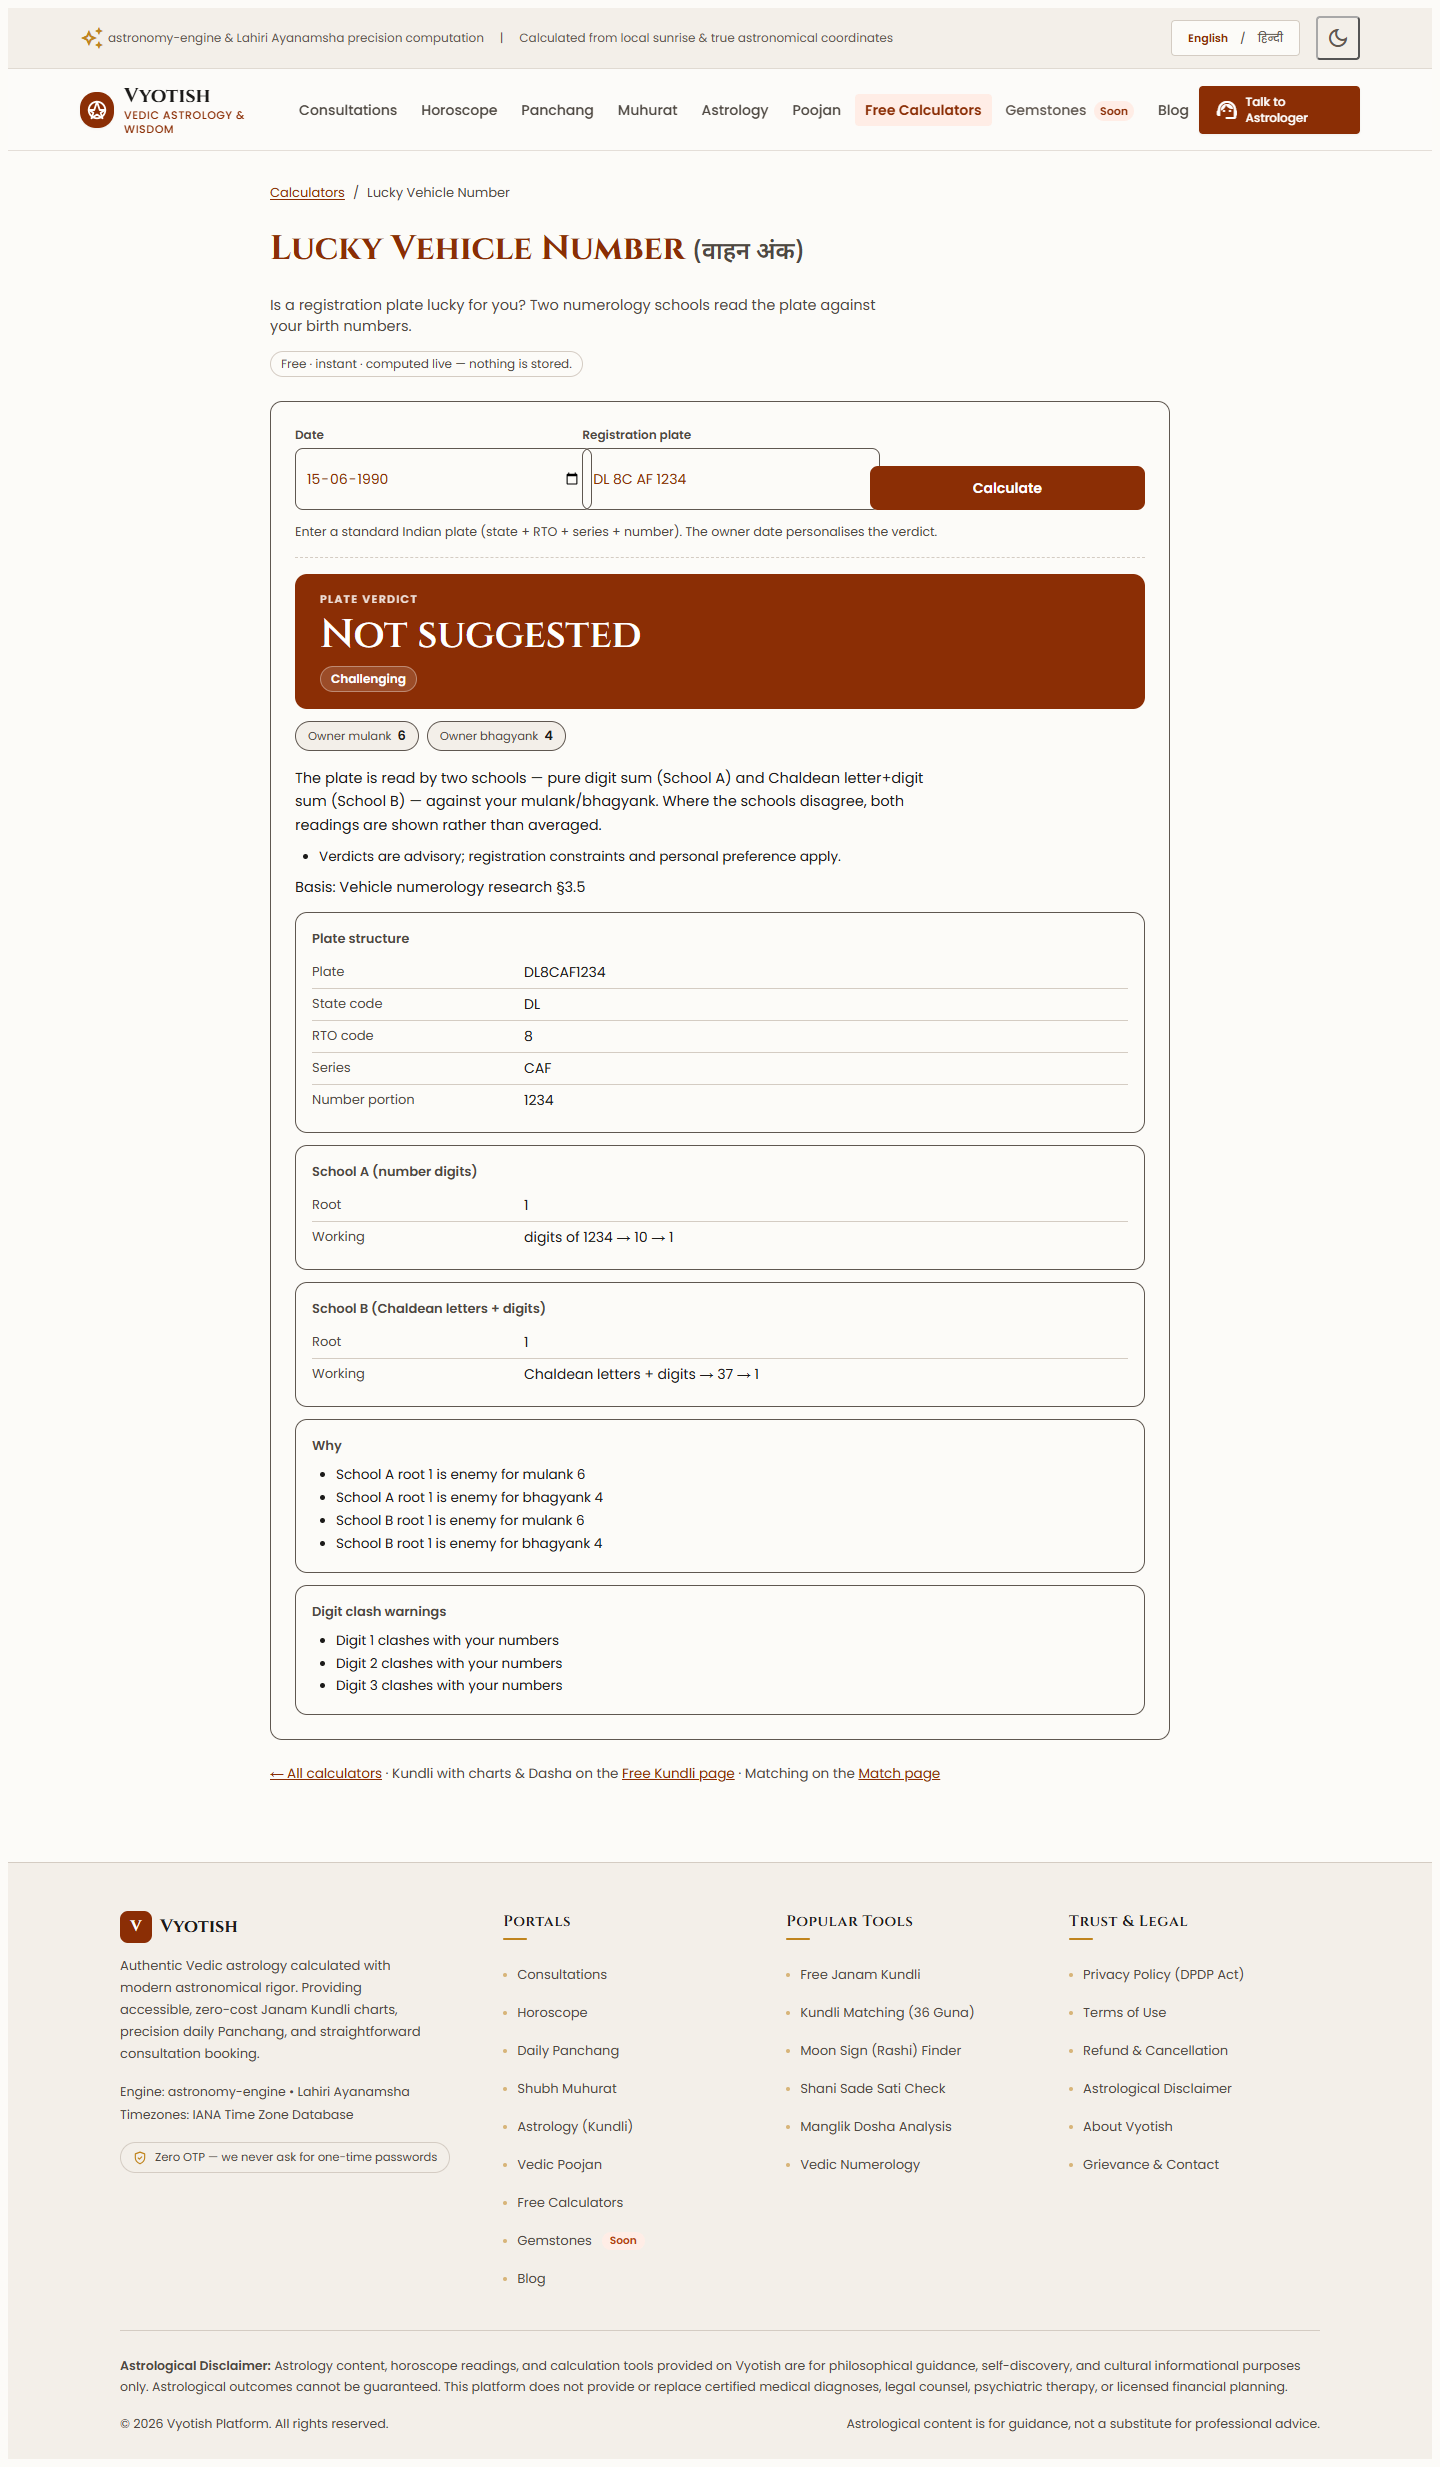 astronomy-engine & Lahiri Ayanamsha precision computation | Calculated from local sunrise & true astronomical coordinates
English / हिन्दी
Vyotish
VEDIC ASTROLOGY & WISDOM
Consultations
Horoscope
Panchang
Muhurat
Astrology
Poojan
Free Calculators
Gemstones Soon
Blog
Talk to Astrologer
Calculators / Lucky Vehicle Number
Lucky Vehicle Number (वाहन अंक)
Is a registration plate lucky for you? Two numerology schools read the plate against
your birth numbers.
Free · instant · computed live — nothing is stored.
Date
Registration plate
15-06-1990
DL 8C AF 1234
Calculate
Enter a standard Indian plate (state + RTO + series + number). The owner date personalises the verdict.
PLATE VERDICT
Not suggested
Challenging
Owner mulank 6
Owner bhagyank 4
The plate is read by two schools — pure digit sum (School A) and Chaldean letter+digit
sum (School B) — against your mulank/bhagyank. Where the schools disagree, both
readings are shown rather than averaged.
• Verdicts are advisory; registration constraints and personal preference apply.
Basis: Vehicle numerology research §3.5
Plate structure
Plate DL8CAF1234
State code DL
RTO code 8
Series CAF
Number portion 1234
School A (number digits)
Root 1
Working digits of 1234 → 10 → 1
School B (Chaldean letters + digits)
Root 1
Working Chaldean letters + digits → 37 → 1
Why
• School A root 1 is enemy for mulank 6
• School A root 1 is enemy for bhagyank 4
• School B root 1 is enemy for mulank 6
• School B root 1 is enemy for bhagyank 4
Digit clash warnings
• Digit 1 clashes with your numbers
• Digit 2 clashes with your numbers
• Digit 3 clashes with your numbers
← All calculators · Kundli with charts & Dasha on the Free Kundli page · Matching on the Match page
V Vyotish
Authentic Vedic astrology calculated with
modern astronomical rigor. Providing
accessible, zero-cost Janam Kundli charts,
precision daily Panchang, and straightforward
consultation booking.
Engine: astronomy-engine • Lahiri Ayanamsha
Timezones: IANA Time Zone Database
Zero OTP — we never ask for one-time passwords
Portals
Consultations
Horoscope
Daily Panchang
Shubh Muhurat
Astrology (Kundli)
Vedic Poojan
Free Calculators
Gemstones Soon
Blog
Popular Tools
Free Janam Kundli
Kundli Matching (36 Guna)
Moon Sign (Rashi) Finder
Shani Sade Sati Check
Manglik Dosha Analysis
Vedic Numerology
Trust & Legal
Privacy Policy (DPDP Act)
Terms of Use
Refund & Cancellation
Astrological Disclaimer
About Vyotish
Grievance & Contact
Astrological Disclaimer: Astrology content, horoscope readings, and calculation tools provided on Vyotish are for philosophical guidance, self-discovery, and cultural informational purposes
only. Astrological outcomes cannot be guaranteed. This platform does not provide or replace certified medical diagnoses, legal counsel, psychiatric therapy, or licensed financial planning.
© 2026 Vyotish Platform. All rights reserved.
Astrological content is for guidance, not a substitute for professional advice.